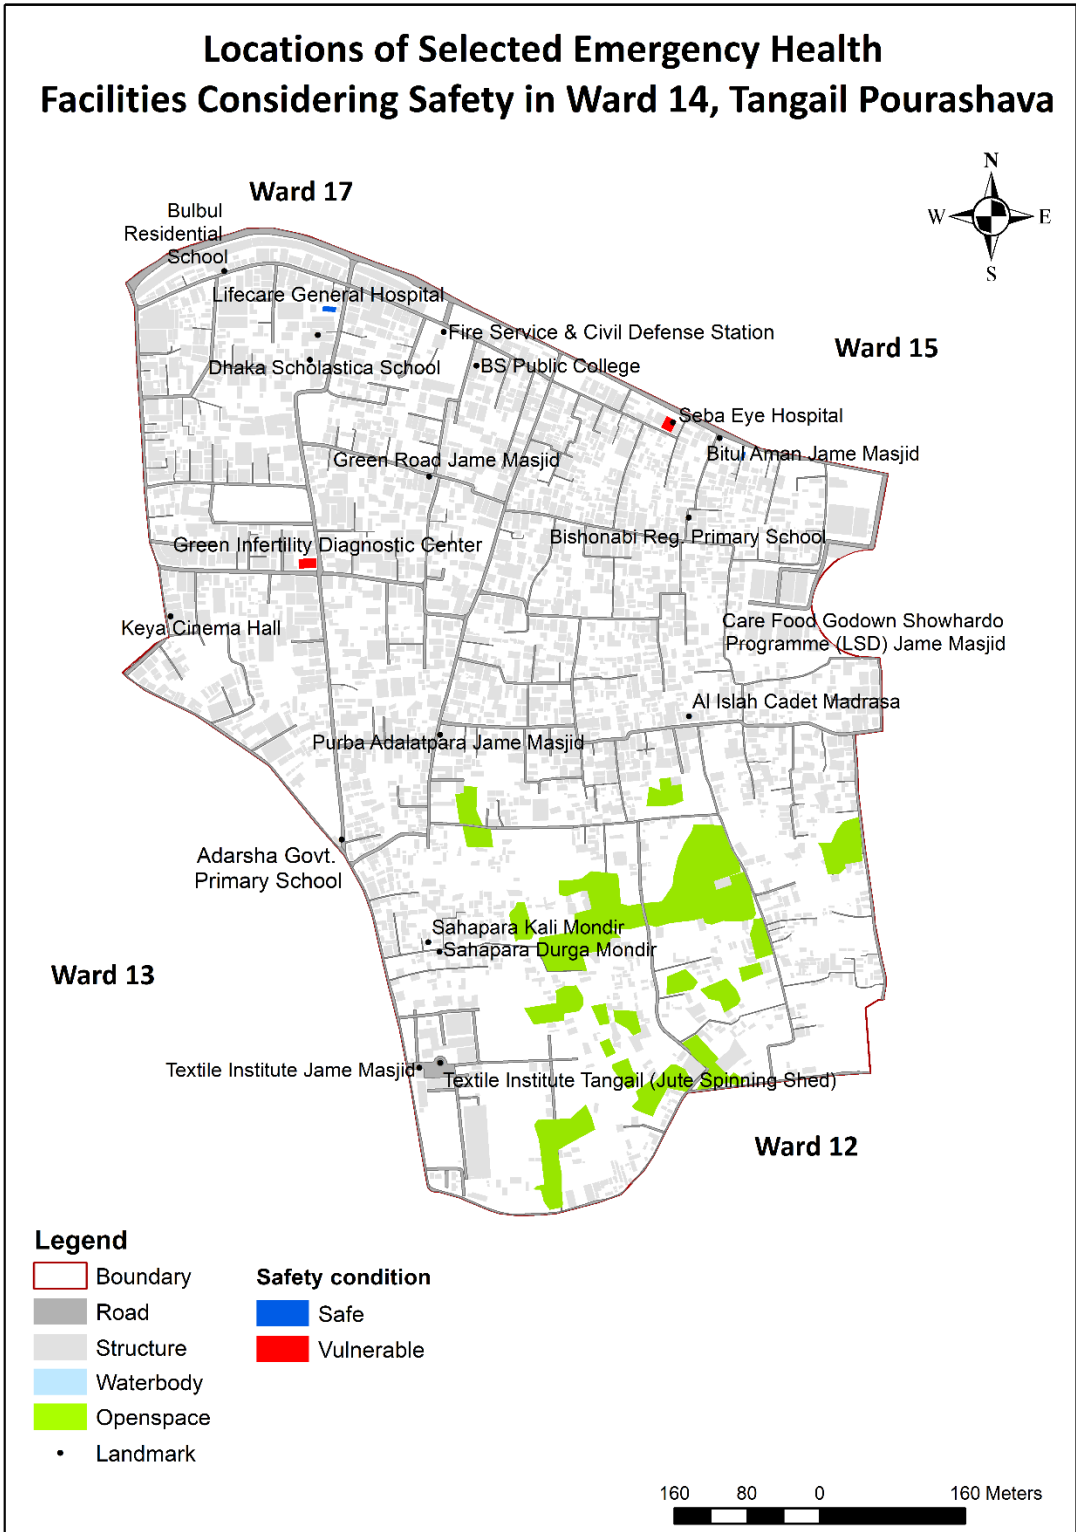 Locations of Selected Emergency Health
Facilities Considering Safety in Ward 14, Tangail Pourashava
N
W
E
S
Ward 17
Bulbul
Residential
School
Lifecare General Hospital
Fire Service & Civil Defense Station
Ward 15
Dhaka Scholastica School
BS Public College
Seba Eye Hospital
Bitul Aman Jame Masjid
Green Road Jame Masjid
Bishonabi Reg. Primary School
Green Infertility Diagnostic Center
Keya Cinema Hall
Care Food Godown Showhardo
Programme (LSD) Jame Masjid
Al Islah Cadet Madrasa
Purba Adalatpara Jame Masjid
Adarsha Govt.
Primary School
Sahapara Kali Mondir
Sahapara Durga Mondir
Ward 13
Textile Institute Jame Masjid
Textile Institute Tangail (Jute Spinning Shed)
Ward 12
Legend
Boundary
Road
Structure
Waterbody
Openspace
Landmark
Safety condition
Safe
Vulnerable
160 80 0 160 Meters